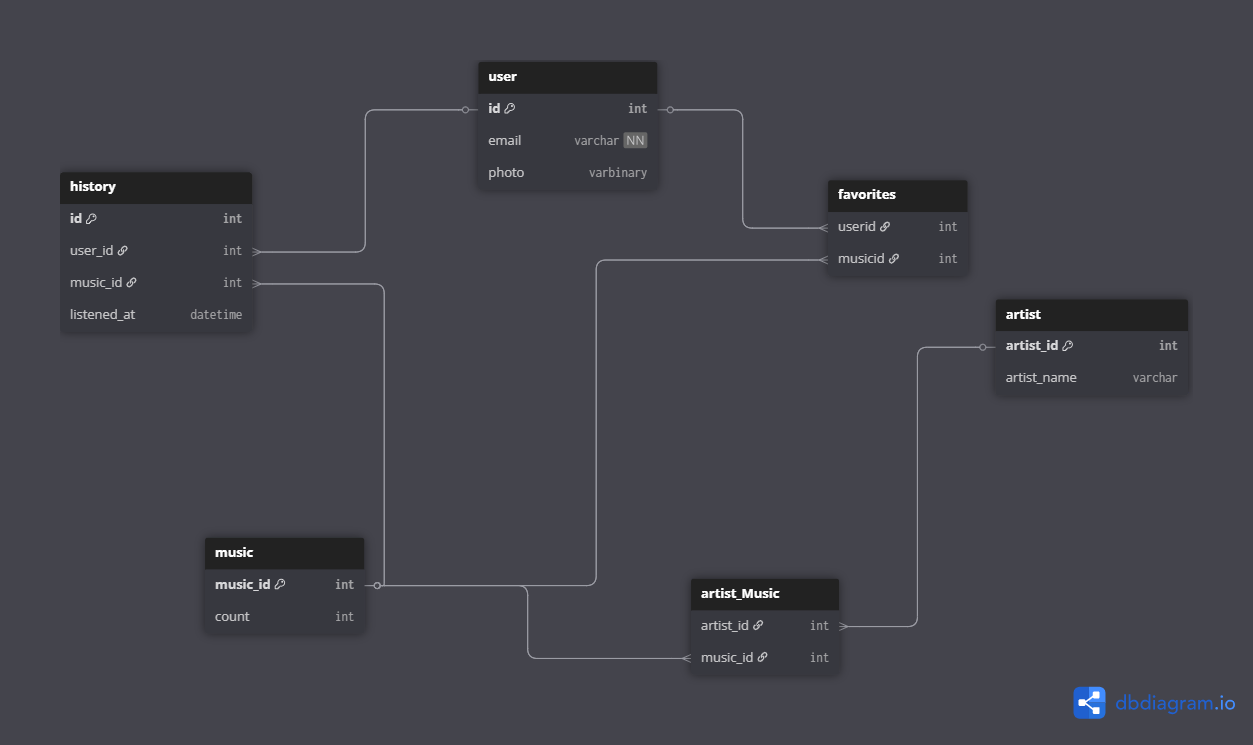 user
id int
email varchar NN
photo varbinary
history
id int
user_id int
music_id int
listened_at datetime
favorites
userid int
musicid int
artist
artist_id int
artist_name varchar
music
music_id int
count int
artist_Music
artist_id int
music_id int
dbdiagram.io